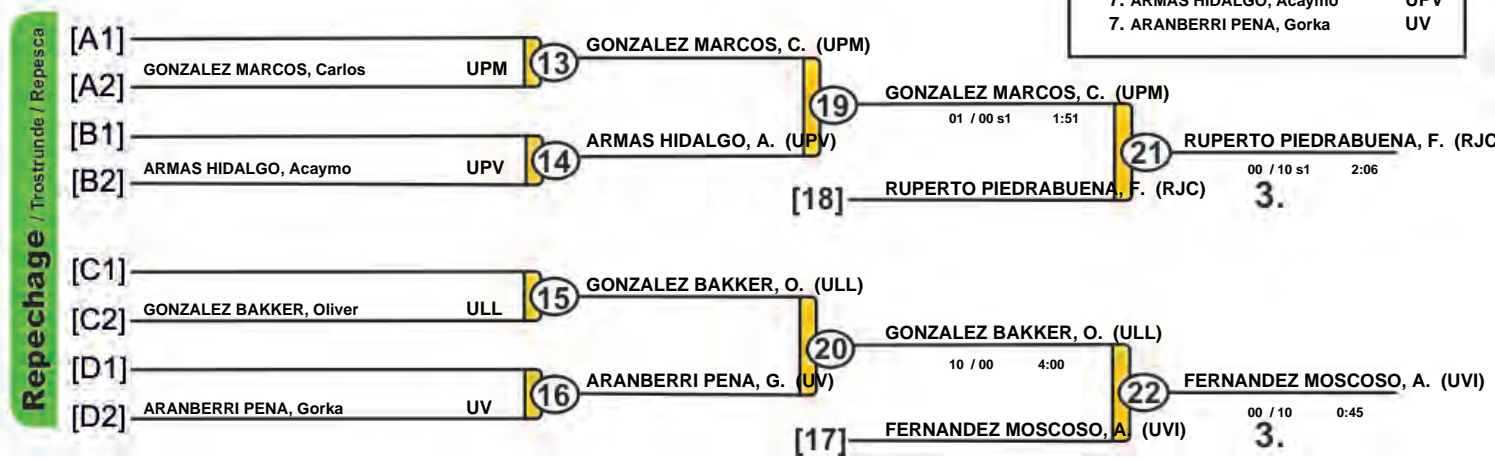 7. ARMAS HIDALGO, Acaymo UPV
7. ARANBERRI PENA, Gorka UV
Repechage / Trostrunde / Repesca
[A1]
GONZALEZ MARCOS, Carlos UPM
[A2]
13
GONZALEZ MARCOS, C. (UPM)
[B1]
ARMAS HIDALGO, Acaymo UPV
[B2]
14
ARMAS HIDALGO, A. (UPV)
19
GONZALEZ MARCOS, C. (UPM)
01 / 00 s1 1:51
[18]
RUPERTO PIEDRABUENA, F. (RJC)
21
RUPERTO PIEDRABUENA, F. (RJC
00 / 10 s1 2:06
3.
[C1]
GONZALEZ BAKKER, Oliver ULL
[C2]
15
GONZALEZ BAKKER, O. (ULL)
[D1]
ARANBERRI PENA, Gorka UV
[D2]
16
ARANBERRI PENA, G. (UV)
20
GONZALEZ BAKKER, O. (ULL)
10 / 00 4:00
[17]
FERNANDEZ MOSCOSO, A. (UVI)
22
FERNANDEZ MOSCOSO, A. (UVI)
00 / 10 0:45
3.